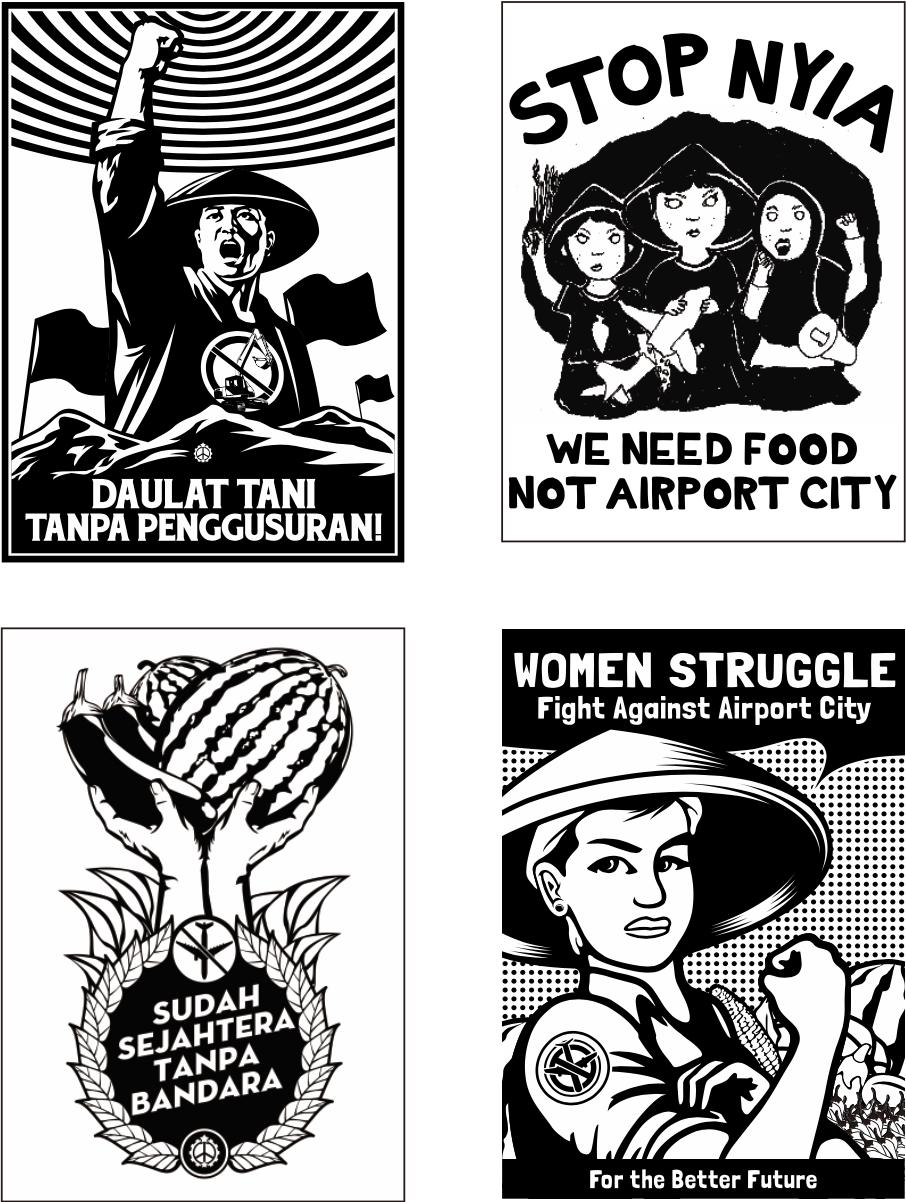 DAULAT TANI
TANPA PENGGUSURAN!
STOP NYIA
WE NEED FOOD
NOT AIRPORT CITY
SUDAH
SEJAHTERA
TANPA
BANDARA
WOMEN STRUGGLE
Fight Against Airport City
For the Better Future